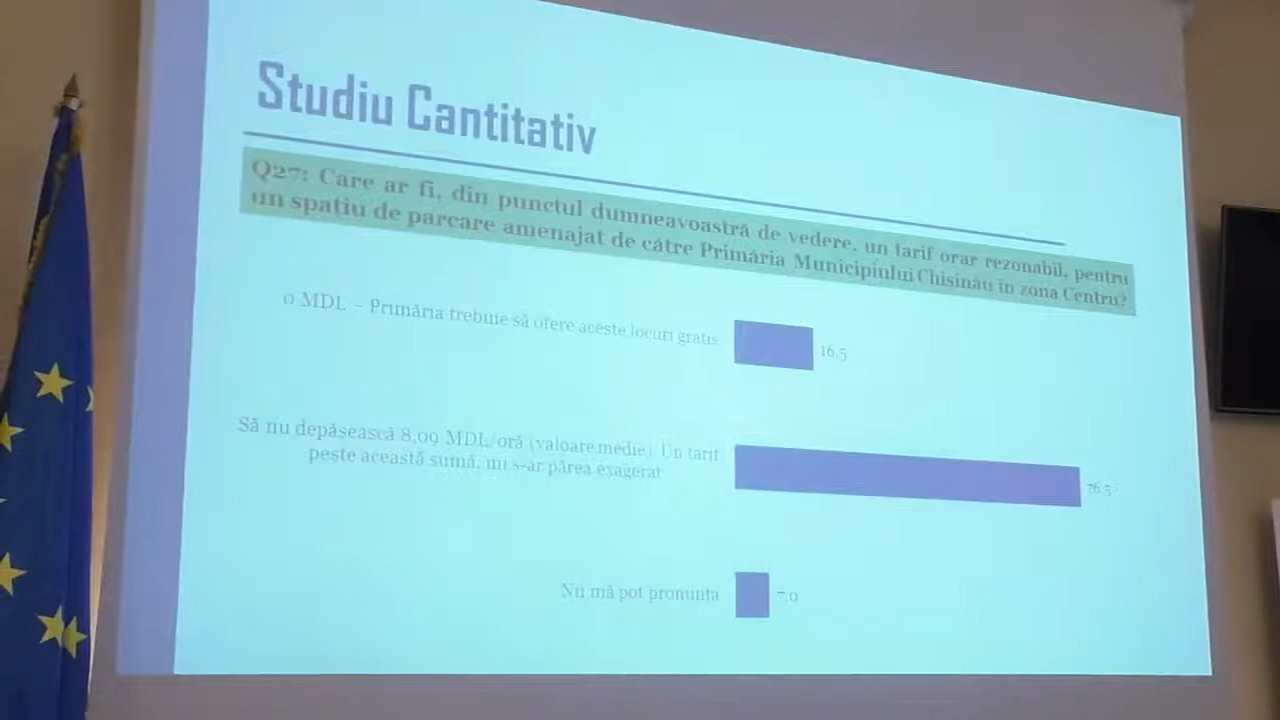 Studiu Cantitativ
Q27: Care ar fi, din punctul dumneavoastră de vedere, un tarif orar rezonabil, pentru
un spațiu de parcare amenajat de către Primăria Municipiului Chișinău în zona Centru?
0 MDL – Primăria trebuie să ofere aceste locuri gratis
16.5
Să nu depășească 8,09 MDL/oră (valoare medie). Un tarif
peste această sumă, mi s-ar părea exagerat
76.5
Nu mă pot pronunța
7.0